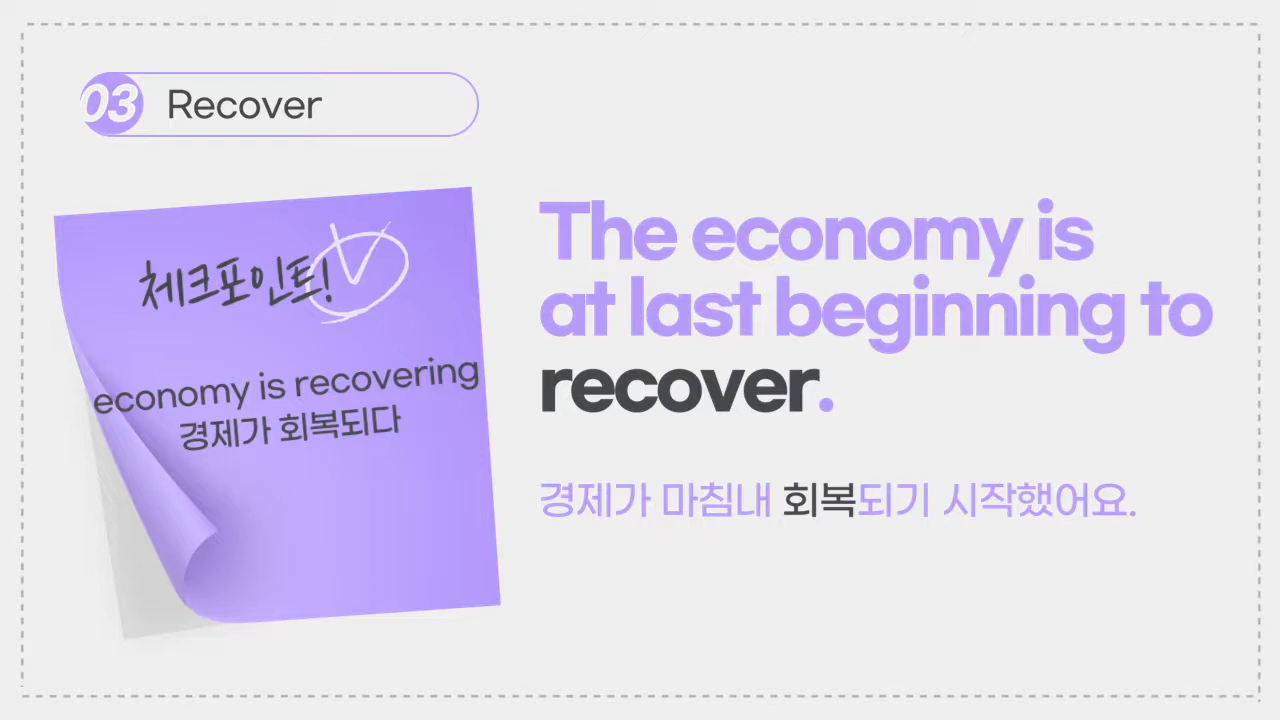 03 Recover
체크포인트!
economy is recovering
경제가 회복되다
The economy is
at last beginning to
recover.
경제가 마침내 회복되기 시작했어요.